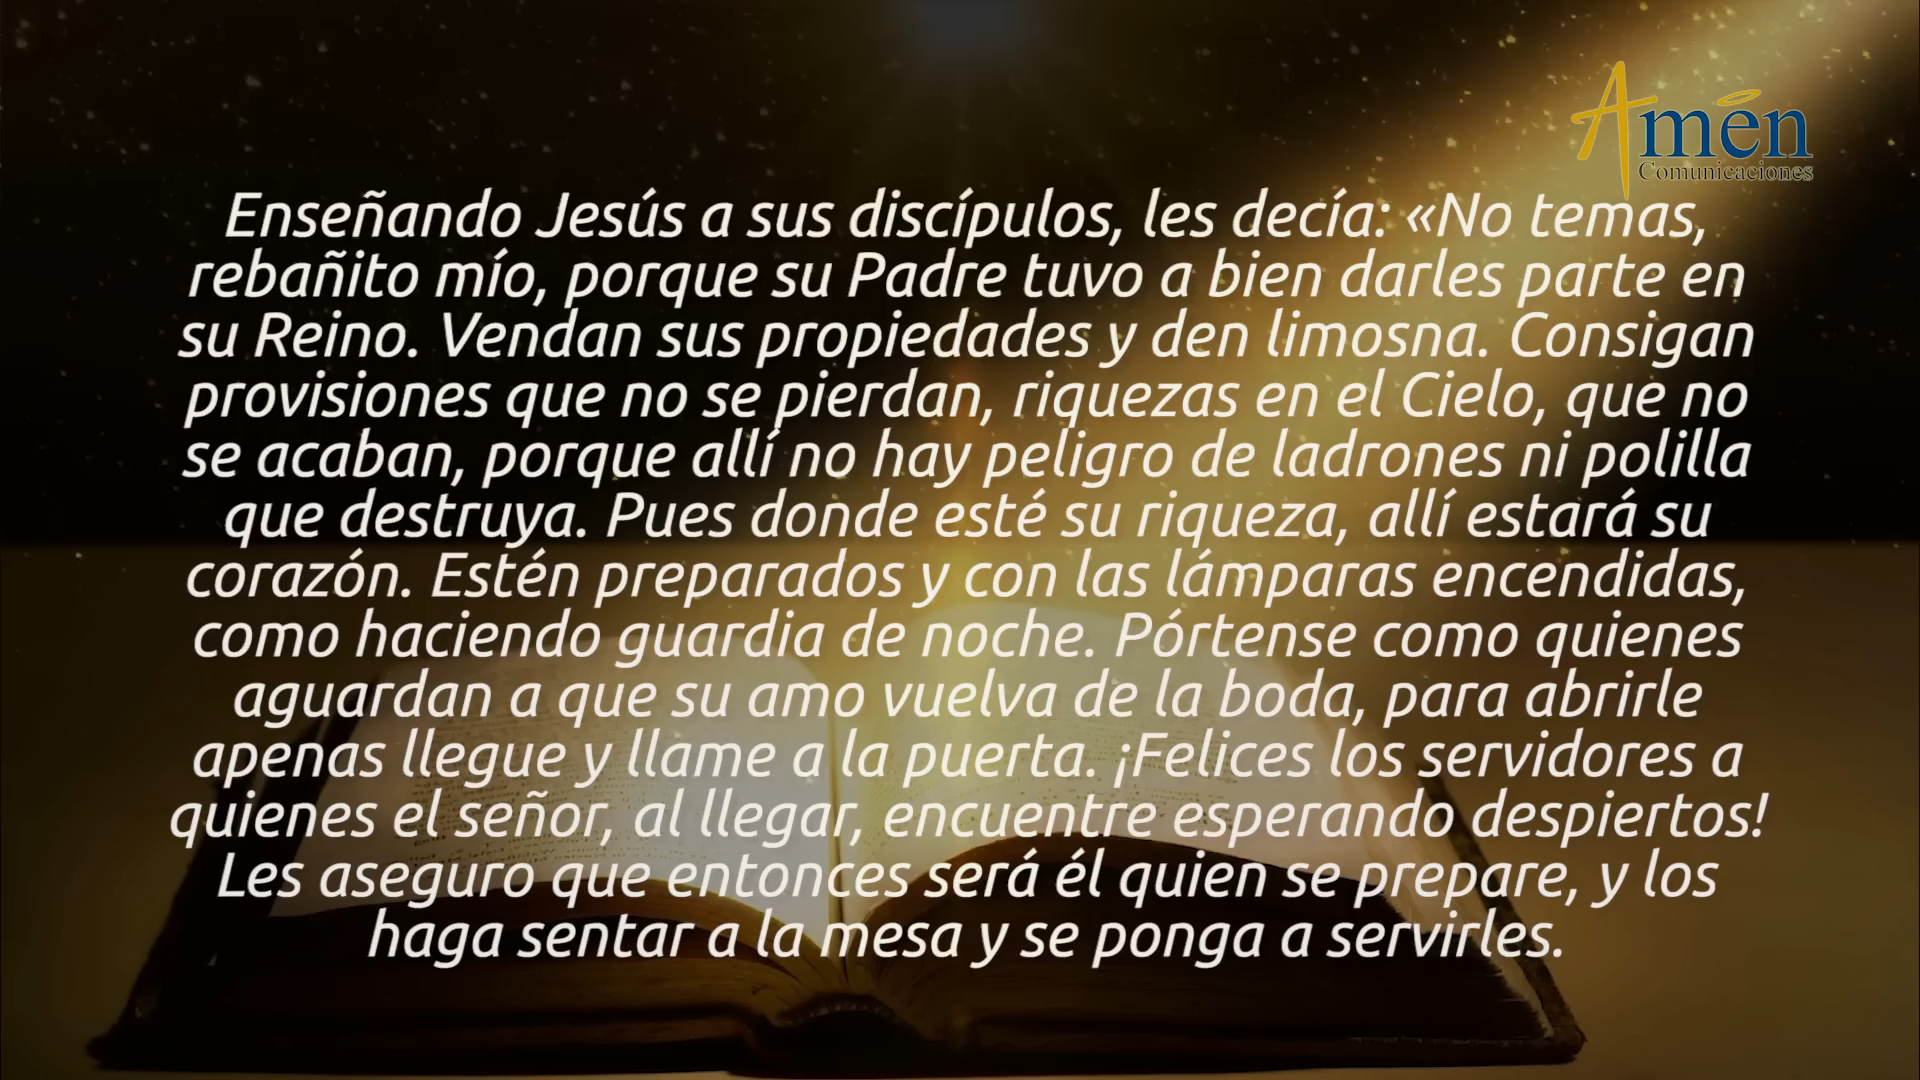 Amén
Comunicaciones
Enseñando Jesús a sus discípulos, les decía: «No temas,
rebañito mío, porque su Padre tuvo a bien darles parte en
su Reino. Vendan sus propiedades y den limosna. Consigan
provisiones que no se pierdan, riquezas en el Cielo, que no
se acaban, porque allí no hay peligro de ladrones ni polilla
que destruya. Pues donde esté su riqueza, allí estará su
corazón. Estén preparados y con las lámparas encendidas,
como haciendo guardia de noche. Pórtense como quienes
aguardan a que su amo vuelva de la boda, para abrirle
apenas llegue y llame a la puerta. ¡Felices los servidores a
quienes el señor, al llegar, encuentre esperando despiertos!
Les aseguro que entonces será él quien se prepare, y los
haga sentar a la mesa y se ponga a servirles.